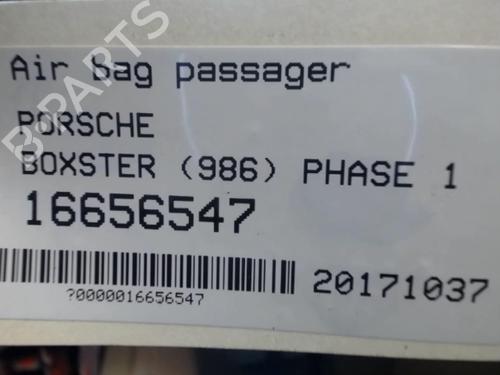 Air bag passager
PORSCHE
BOXSTER (986) PHASE 1
16656547
20171037
?0000016656547
B-PARTS